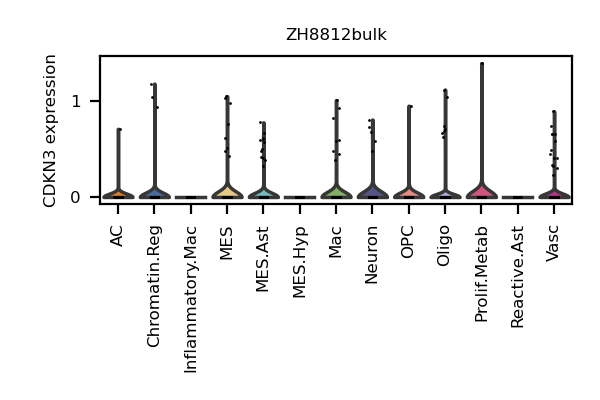 ZH8812bulk
CDKN3 expression
1
0
AC
Chromatin.Reg
Inflammatory.Mac
MES
MES.Ast
MES.Hyp
Mac
Neuron
OPC
Oligo
Prolif.Metab
Reactive.Ast
Vasc